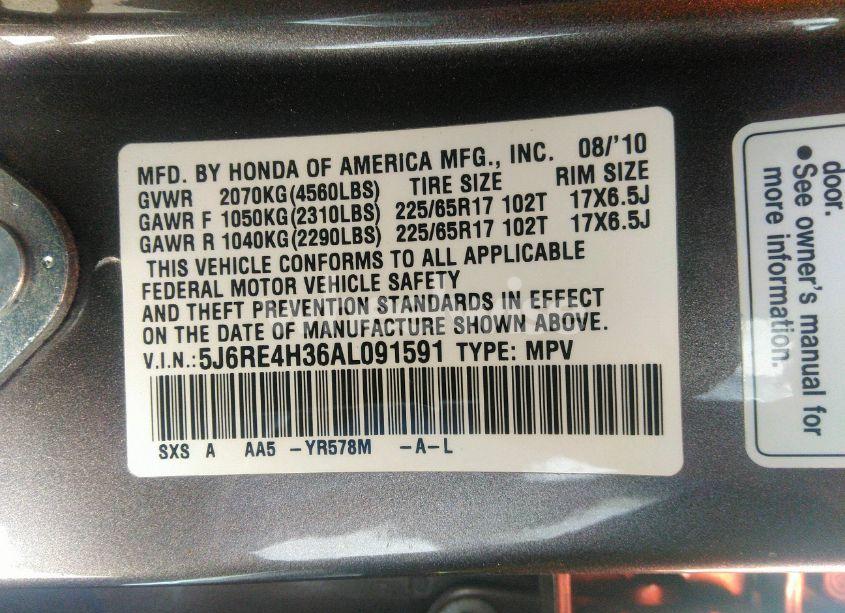 MFD. BY HONDA OF AMERICA MFG., INC. 08/'10
GVWR 2070KG(4560LBS) TIRE SIZE RIM SIZE
GAWR F 1050KG(2310LBS) 225/65R17 102T 17X6.5J
GAWR R 1040KG(2290LBS) 225/65R17 102T 17X6.5J
THIS VEHICLE CONFORMS TO ALL APPLICABLE
FEDERAL MOTOR VEHICLE SAFETY
AND THEFT PREVENTION STANDARDS IN EFFECT
ON THE DATE OF MANUFACTURE SHOWN ABOVE.
V.I.N.: 5J6RE4H36AL091591 TYPE: MPV
SXS A AA5 -YR578M -A-L
door.
• See owner's manual for
more information.